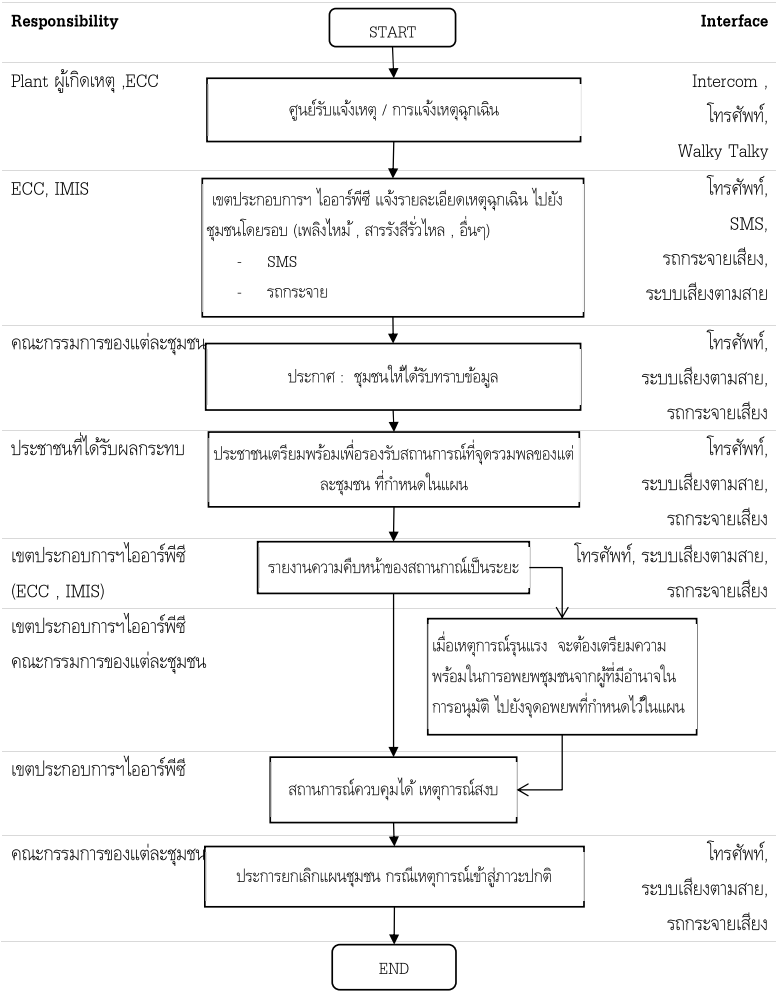 Responsibility
START
Interface
Plant ผู้เกิดเหตุ ,ECC
ศูนย์รับแจ้งเหตุ / การแจ้งเหตุฉุกเฉิน
Intercom ,
โทรศัพท์,
Walky Talky
ECC, IMIS
เขตประกอบการฯ ไออาร์พีซี แจ้งรายละเอียดเหตุฉุกเฉิน ไปยัง
ชุมชนโดยรอบ (เพลิงไหม้ , สารรังสีรั่วไหล , อื่นๆ)
- SMS
- รถกระจาย
โทรศัพท์,
SMS,
รถกระจายเสียง,
ระบบเสียงตามสาย
คณะกรรมการของแต่ละชุมชน
ประกาศ : ชุมชนให้ได้รับทราบข้อมูล
โทรศัพท์,
ระบบเสียงตามสาย,
รถกระจายเสียง
ประชาชนที่ได้รับผลกระทบ
ประชาชนเตรียมพร้อมเพื่อรองรับสถานการณ์ที่จุดรวมพลของแต่
ละชุมชน ที่กำหนดในแผน
โทรศัพท์,
ระบบเสียงตามสาย,
รถกระจายเสียง
เขตประกอบการฯไออาร์พีซี
(ECC , IMIS)
รายงานความคืบหน้าของสถานกาณ์เป็นระยะ
โทรศัพท์, ระบบเสียงตามสาย,
รถกระจายเสียง
เขตประกอบการฯไออาร์พีซี
คณะกรรมการของแต่ละชุมชน
เมื่อเหตุการณ์รุนแรง จะต้องเตรียมความ
พร้อมในการอพยพชุมชนจากผู้ที่มีอำนาจใน
การอนุมัติ ไปยังจุดอพยพที่กำหนดไว้ในแผน
เขตประกอบการฯไออาร์พีซี
สถานการณ์ควบคุมได้ เหตุการณ์สงบ
คณะกรรมการของแต่ละชุมชน
ประการยกเลิกแผนชุมชน กรณีเหตุการณ์เข้าสู่ภาวะปกติ
โทรศัพท์,
ระบบเสียงตามสาย,
รถกระจายเสียง
END